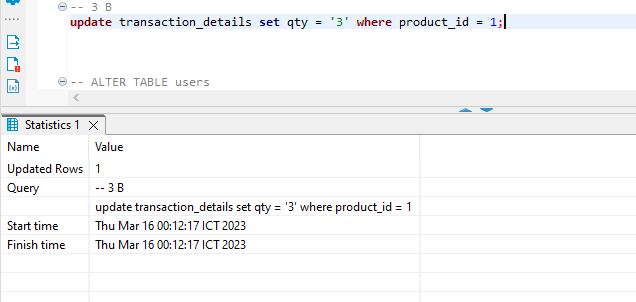 -- 3 B
update transaction_details set qty = '3' where product_id = 1;
-- ALTER TABLE users
Statistics 1
Name Value
Updated Rows 1
Query -- 3 B
update transaction_details set qty = '3' where product_id = 1
Start time Thu Mar 16 00:12:17 ICT 2023
Finish time Thu Mar 16 00:12:17 ICT 2023